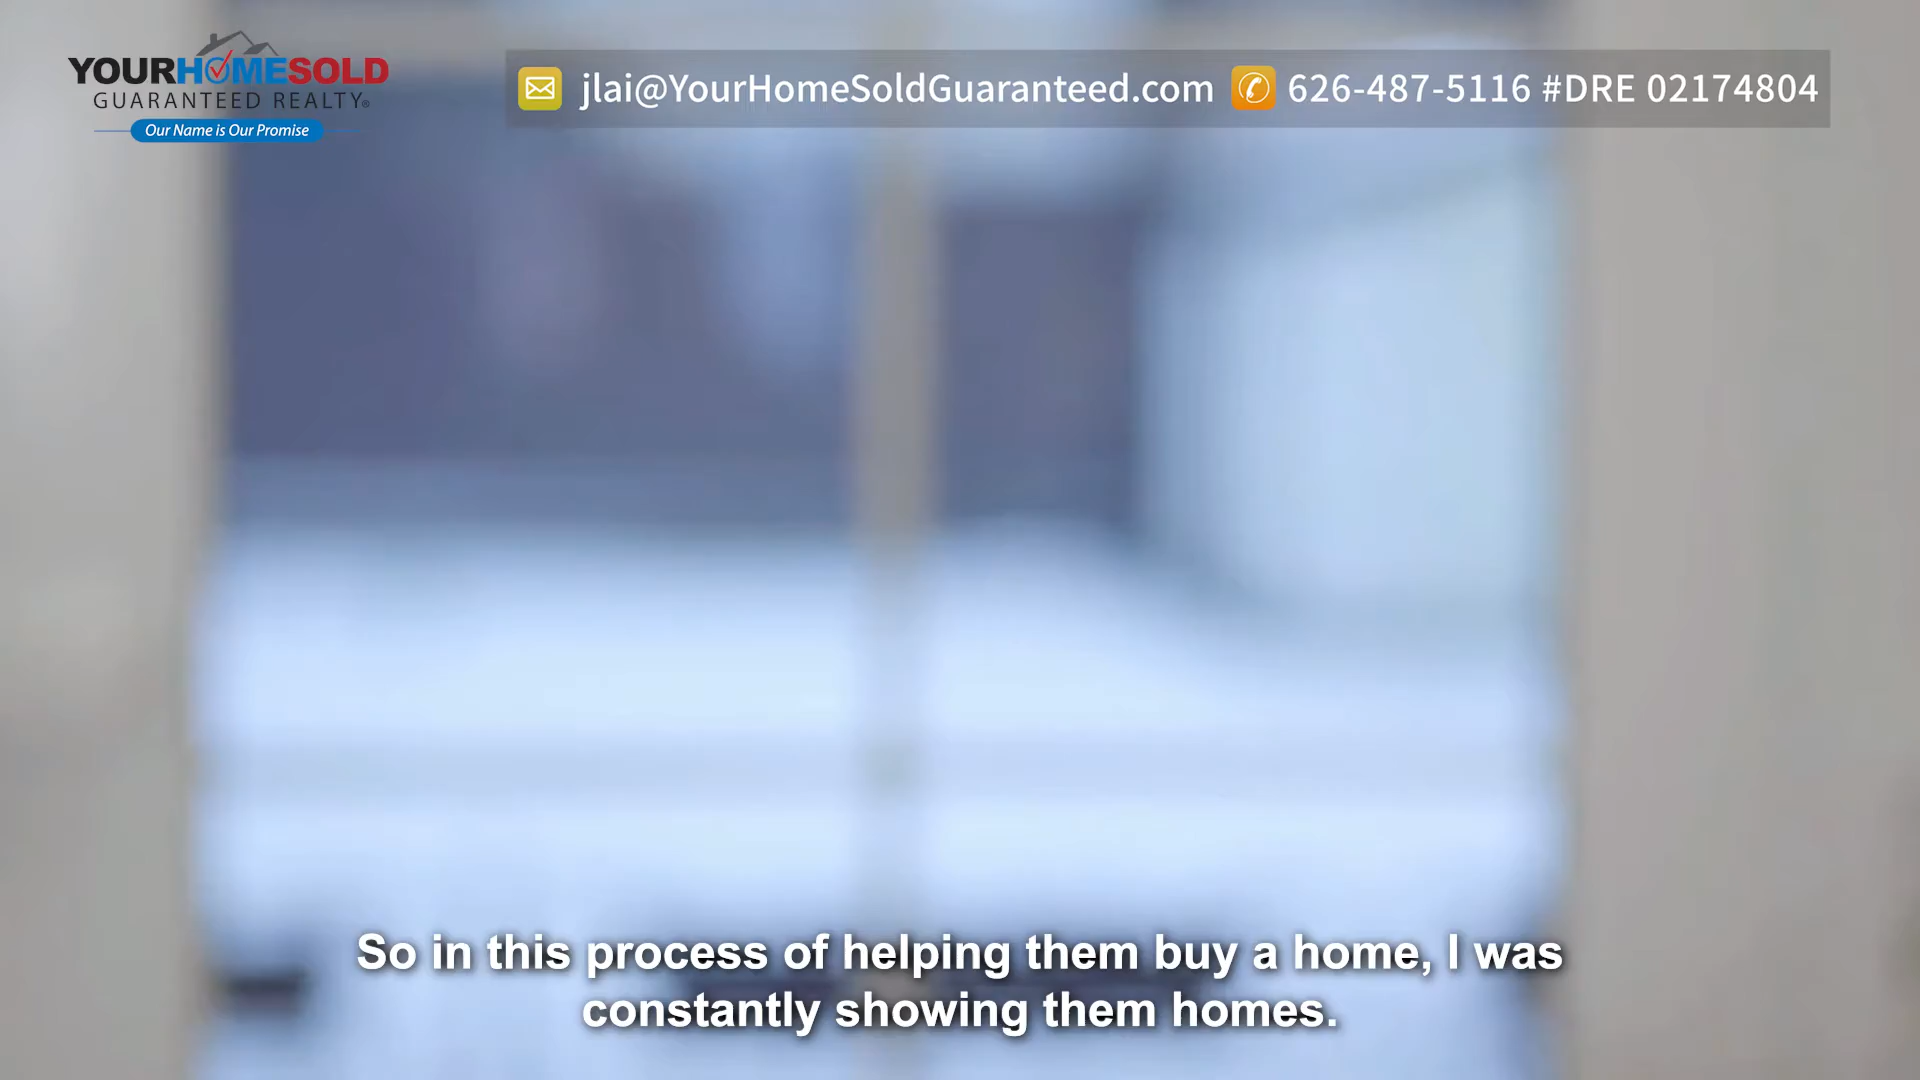 YOURHOMESOLD
GUARANTEED REALTY®
Our Name is Our Promise
jlai@YourHomeSoldGuaranteed.com 626-487-5116 #DRE 02174804
So in this process of helping them buy a home, I was
constantly showing them homes.